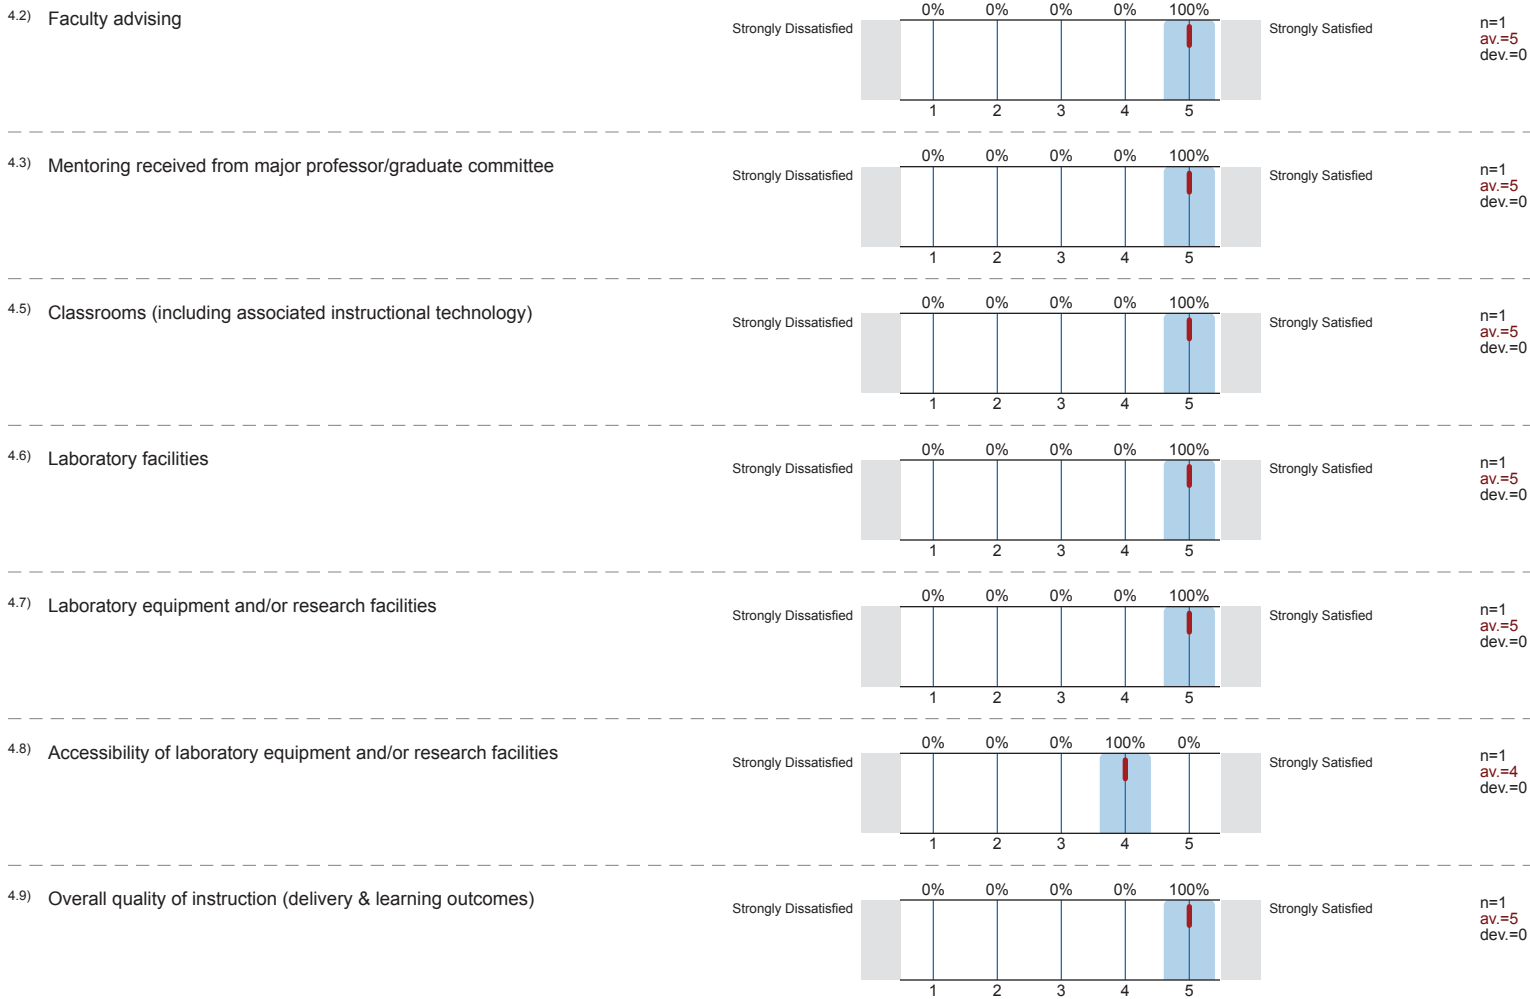 4.2) Faculty advising
0% 0% 0% 0% 100%
Strongly Dissatisfied Strongly Satisfied
n=1
av.=5
dev.=0
1 2 3 4 5
4.3) Mentoring received from major professor/graduate committee
0% 0% 0% 0% 100%
Strongly Dissatisfied Strongly Satisfied
n=1
av.=5
dev.=0
1 2 3 4 5
4.5) Classrooms (including associated instructional technology)
0% 0% 0% 0% 100%
Strongly Dissatisfied Strongly Satisfied
n=1
av.=5
dev.=0
1 2 3 4 5
4.6) Laboratory facilities
0% 0% 0% 0% 100%
Strongly Dissatisfied Strongly Satisfied
n=1
av.=5
dev.=0
1 2 3 4 5
4.7) Laboratory equipment and/or research facilities
0% 0% 0% 0% 100%
Strongly Dissatisfied Strongly Satisfied
n=1
av.=5
dev.=0
1 2 3 4 5
4.8) Accessibility of laboratory equipment and/or research facilities
0% 0% 0% 100% 0%
Strongly Dissatisfied Strongly Satisfied
n=1
av.=4
dev.=0
1 2 3 4 5
4.9) Overall quality of instruction (delivery & learning outcomes)
0% 0% 0% 0% 100%
Strongly Dissatisfied Strongly Satisfied
n=1
av.=5
dev.=0
1 2 3 4 5